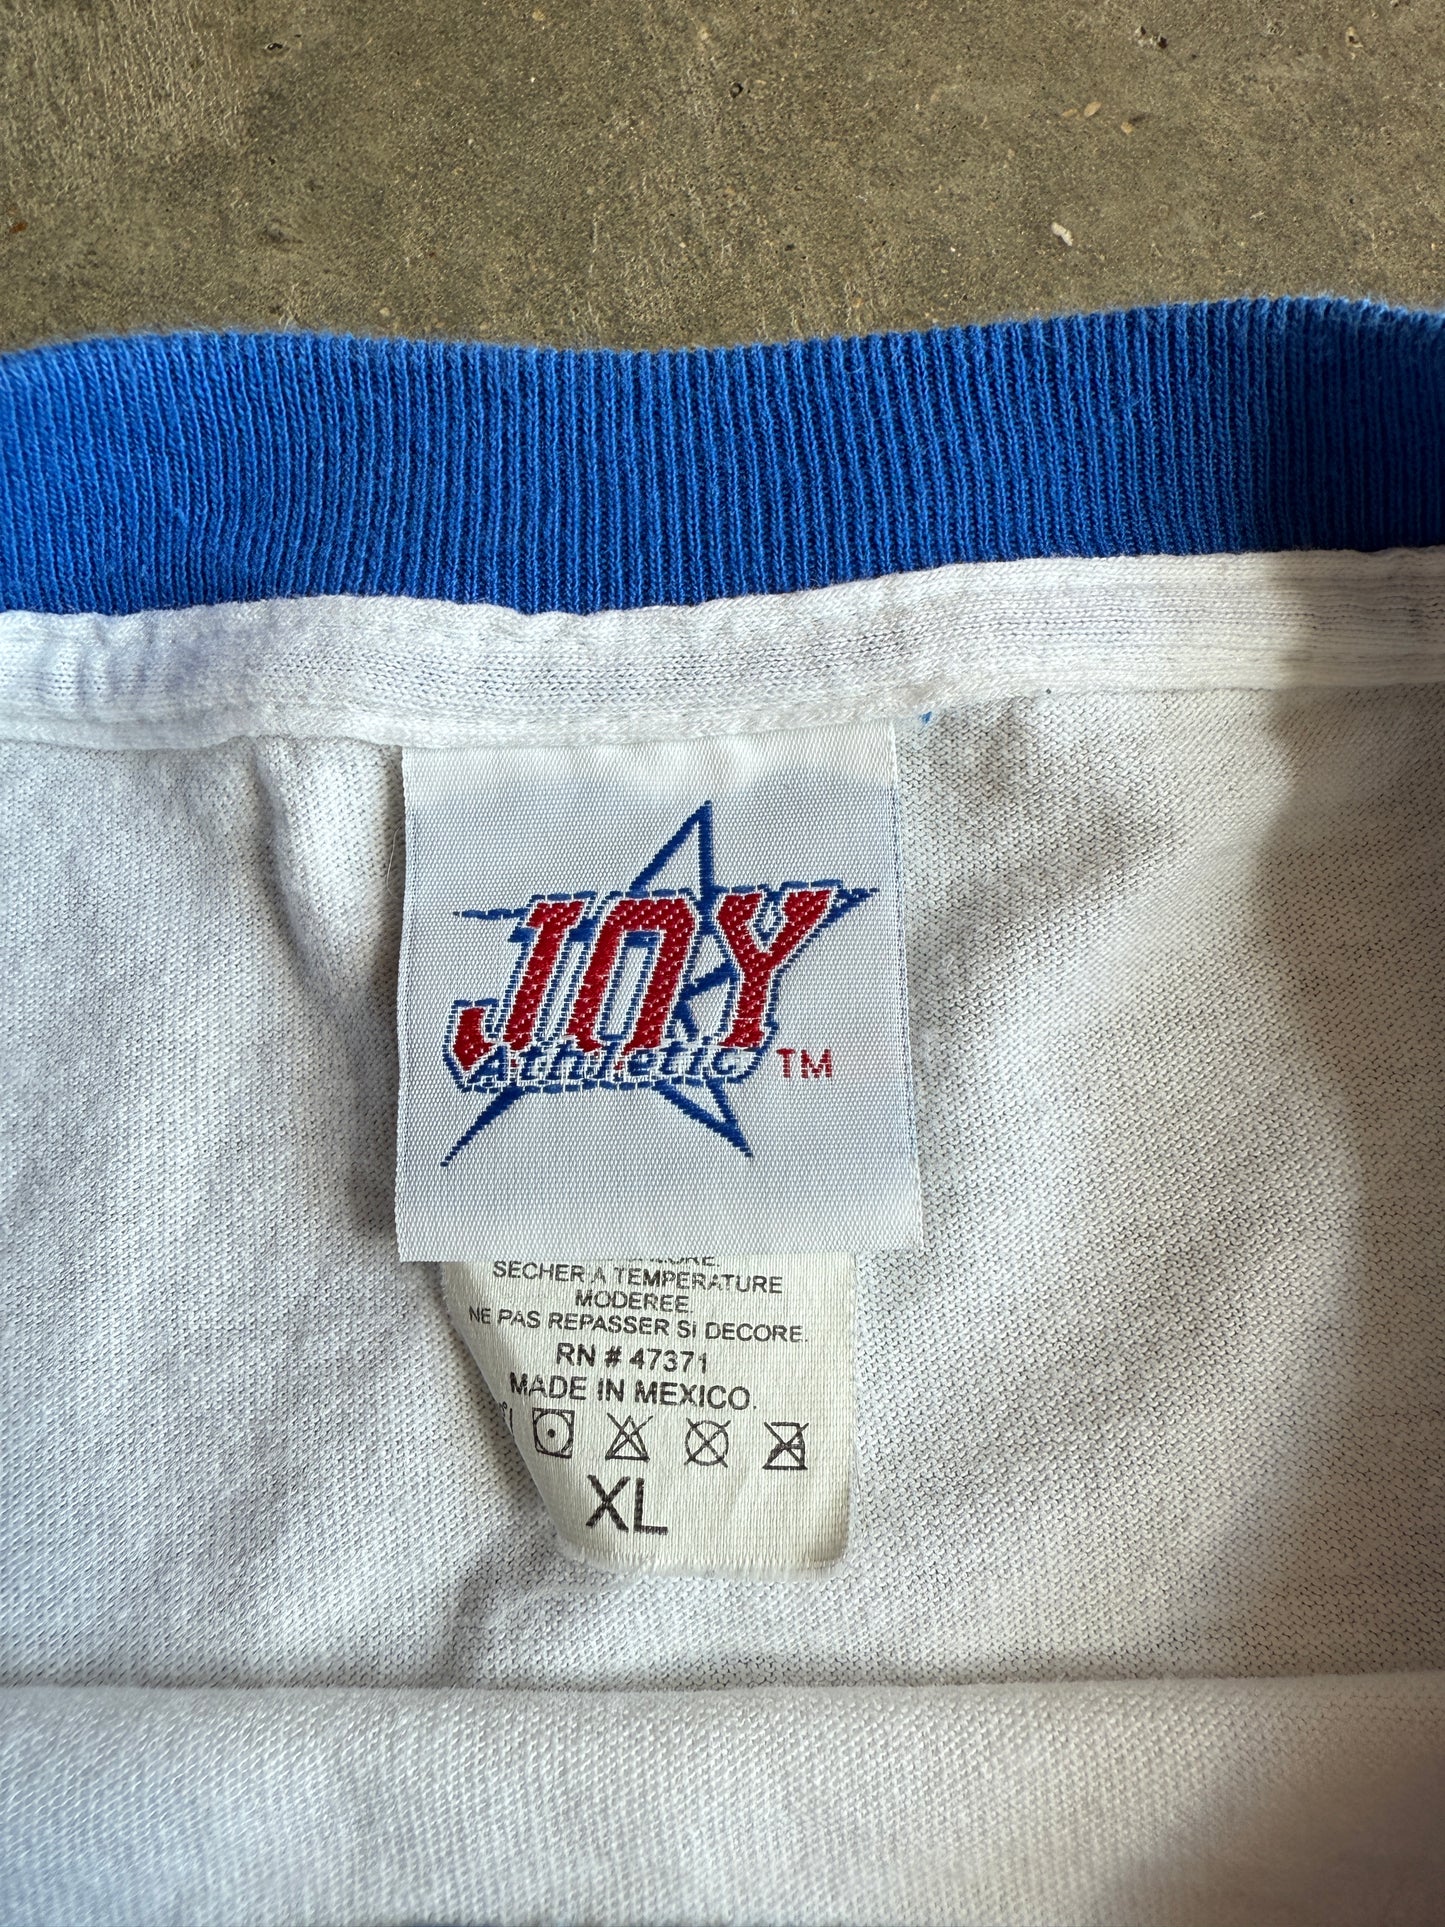 JOY
Athletic TM
SECHER A TEMPERATURE
MODEREE.
NE PAS REPASSER Si DECORE.
RN # 47371
MADE IN MEXICO.
XL